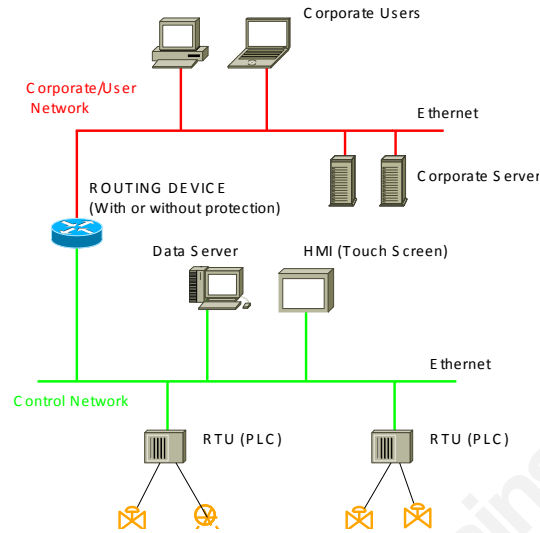 Corporate Users
Corporate/User
Network
Ethernet
Corporate Server
ROUTING DEVICE
(With or without protection)
Data Server
HMI (Touch Screen)
Ethernet
Control Network
RTU (PLC)
RTU (PLC)